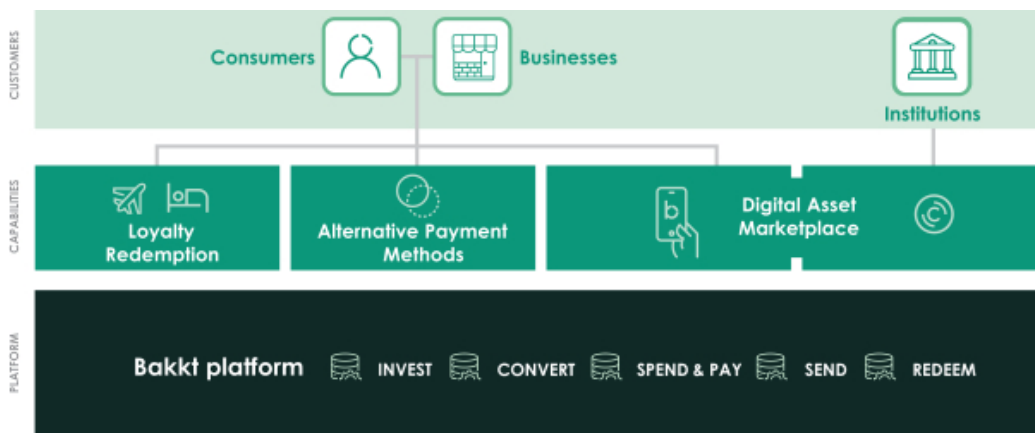 CUSTOMERS
Consumers
Businesses
Institutions
CAPABILITIES
Loyalty
Redemption
Alternative Payment
Methods
b
Digital Asset
Marketplace
C
PLATFORM
Bakkt platform
INVEST
CONVERT
SPEND & PAY
SEND
REDEEM